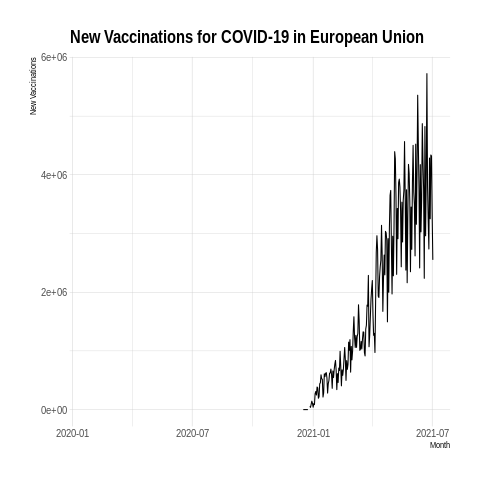 New Vaccinations for COVID-19 in European Union
New Vaccinations
6e+06
4e+06
2e+06
0e+00
2020-01 2020-07 2021-01 2021-07
Month